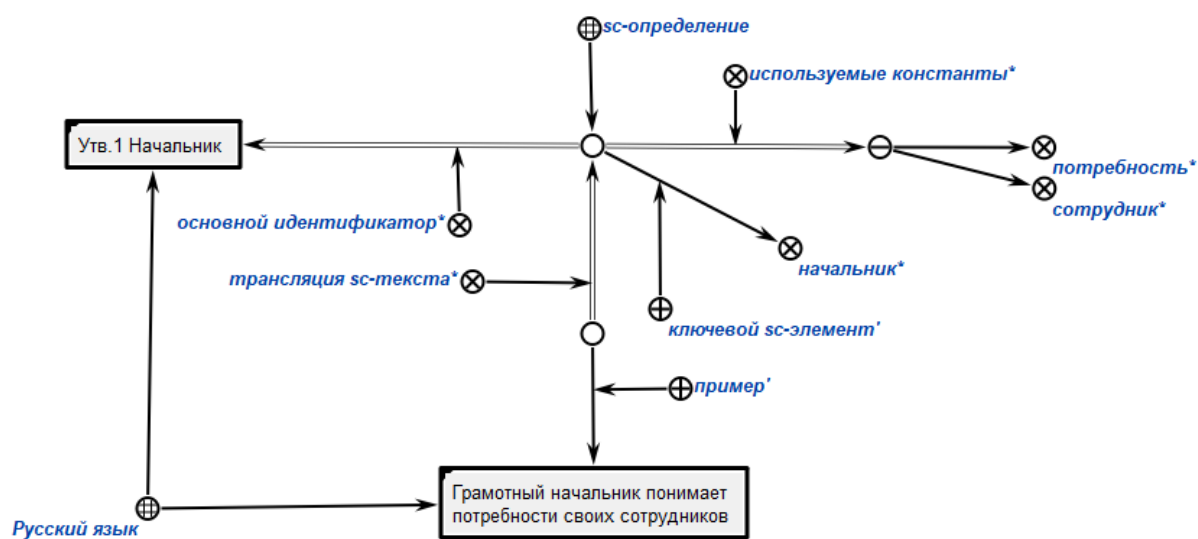 sc-определение
используемые константы*
Утв.1 Начальник
потребность*
сотрудник*
основной идентификатор*
начальник*
трансляция sc-текста*
ключевой sc-элемент'
пример'
Грамотный начальник понимает
потребности своих сотрудников
Русский язык